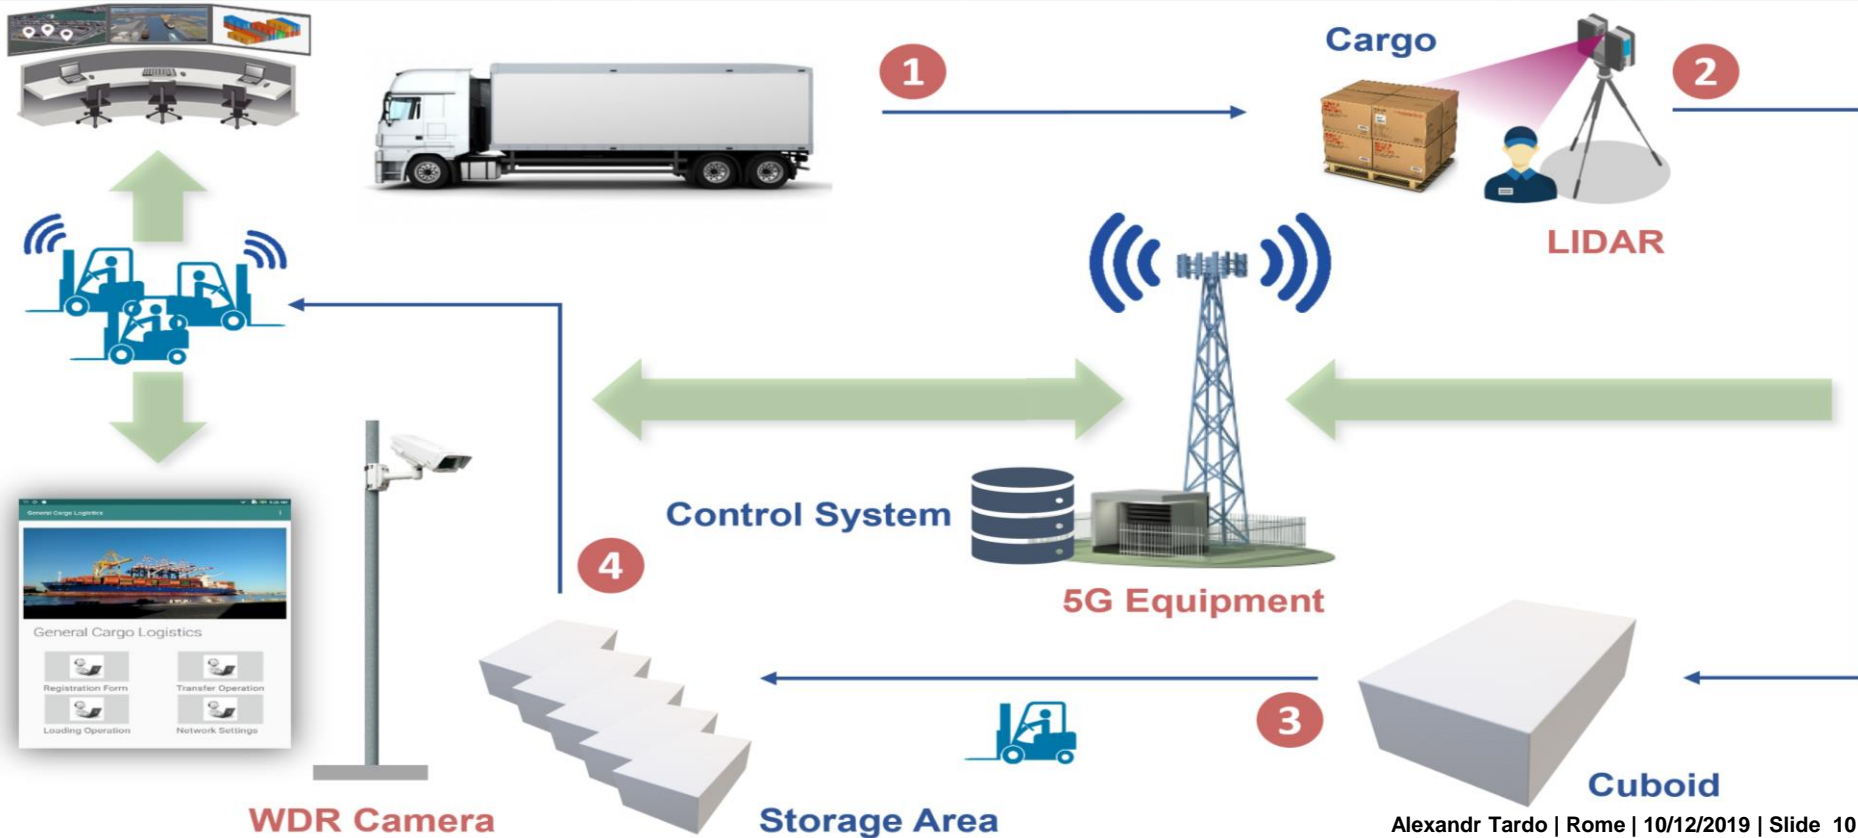 1
Cargo
2
LIDAR
Control System
5G Equipment
4
General Cargo Logistics
General Cargo Logistics
Registration Form
Transfer Operation
Loading Operation
Network Settings
3
Cuboid
WDR Camera
Storage Area
Alexandr Tardo | Rome | 10/12/2019 | Slide 10